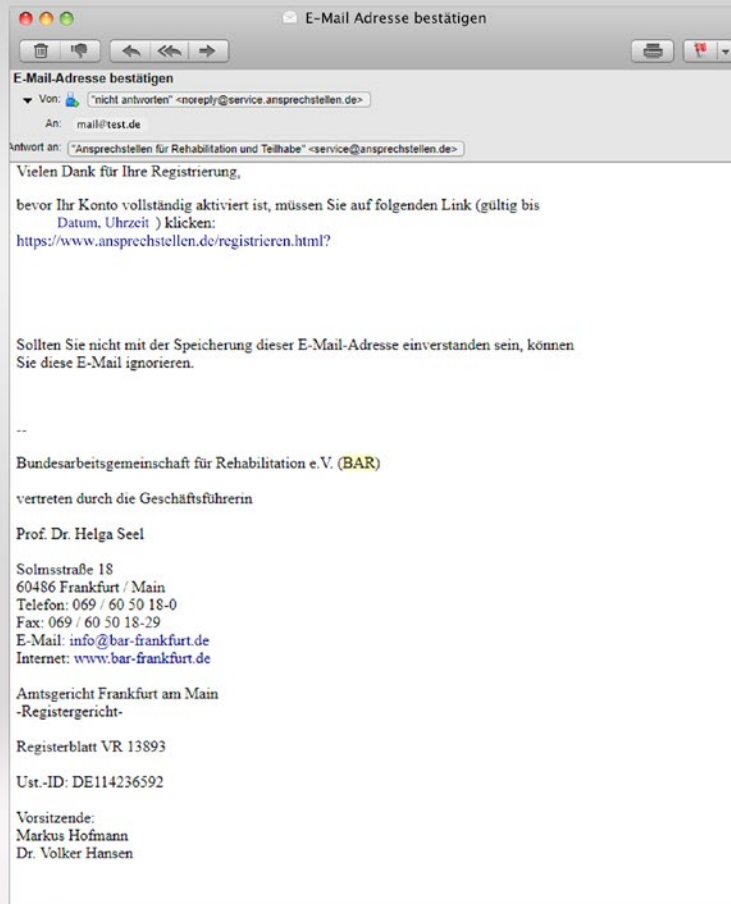 E-Mail Adresse bestätigen
E-Mail-Adresse bestätigen
Von: "nicht antworten" <noreply@service.ansprechstellen.de>
An: mail@test.de
Antwort an: "Ansprechstellen für Rehabilitation und Teilhabe" <service@ansprechstellen.de>
Vielen Dank für Ihre Registrierung,
bevor Ihr Konto vollständig aktiviert ist, müssen Sie auf folgenden Link (gültig bis
Datum, Uhrzeit ) klicken:
https://www.ansprechstellen.de/registrieren.html?
Sollten Sie nicht mit der Speicherung dieser E-Mail-Adresse einverstanden sein, können
Sie diese E-Mail ignorieren.
--
Bundesarbeitsgemeinschaft für Rehabilitation e.V. (BAR)
vertreten durch die Geschäftsführerin
Prof. Dr. Helga Seel
Solmsstraße 18
60486 Frankfurt / Main
Telefon: 069 / 60 50 18-0
Fax: 069 / 60 50 18-29
E-Mail: info@bar-frankfurt.de
Internet: www.bar-frankfurt.de
Amtsgericht Frankfurt am Main
-Registergericht-
Registerblatt VR 13893
Ust.-ID: DE114236592
Vorsitzende:
Markus Hofmann
Dr. Volker Hansen